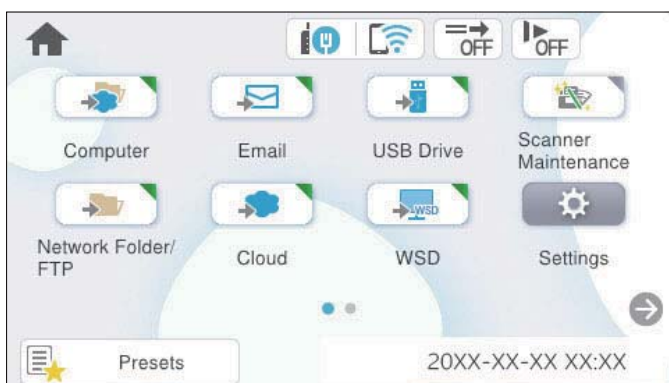 OFF
OFF
Computer
Email
USB Drive
Scanner
Maintenance
WSD
Network Folder/
FTP
Cloud
WSD
Settings
Presets
20XX-XX-XX XX:XX